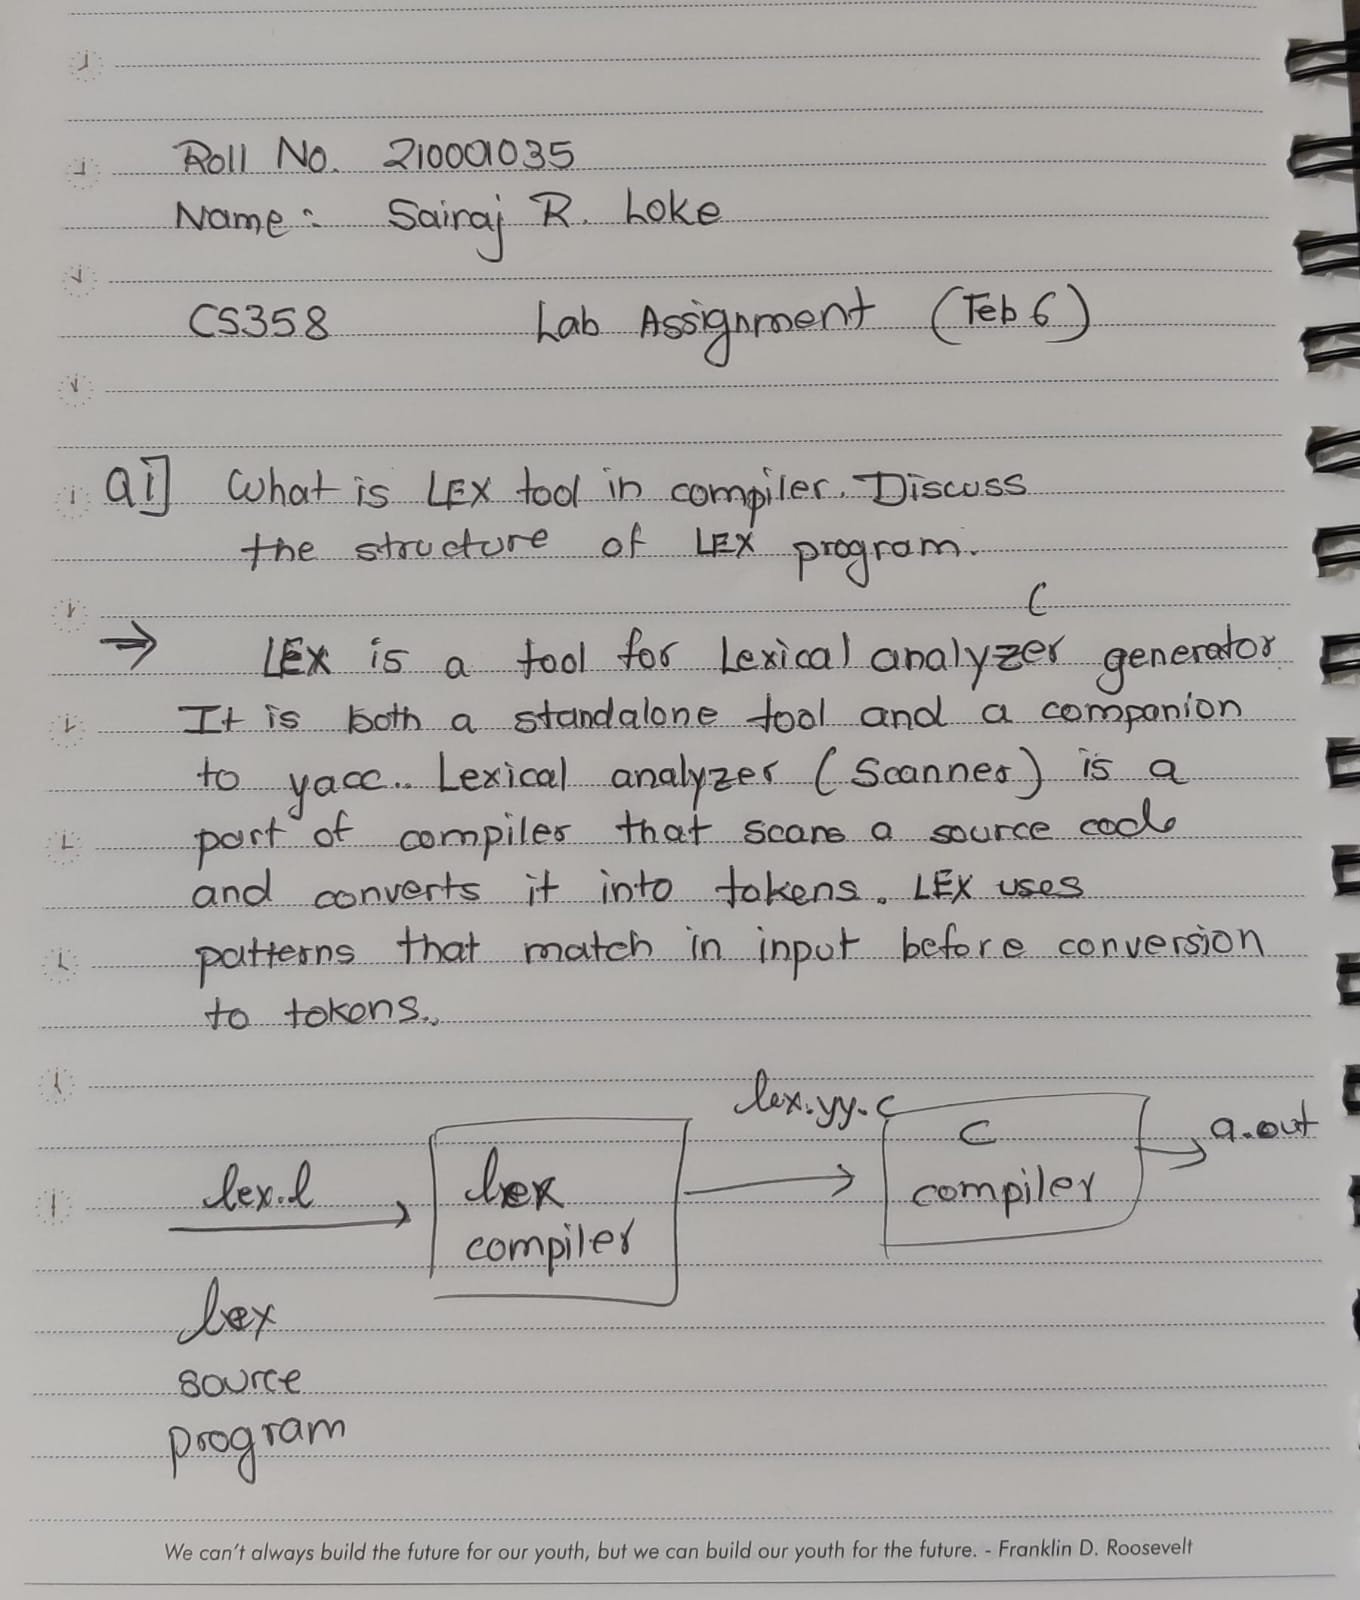 Roll No. 210001035
Name : Sairaj R. Loke
CS358 Lab Assignment (Feb 6)
Q1] What is LEX tool in compiler. Discuss
the structure of LEX program.
(
⇒ LEX is a tool for Lexical analyzer generator
It is both a standalone tool and a companion
to yacc.. Lexical analyzer (Scanner) is a
part of compiler that scans a source code
and converts it into tokens. LEX uses
patterns that match in input before conversion
to tokens..
lex.yy.c
lex.l lex C a.out
compiler compiler
lex
source
program
We can't always build the future for our youth, but we can build our youth for the future. - Franklin D. Roosevelt